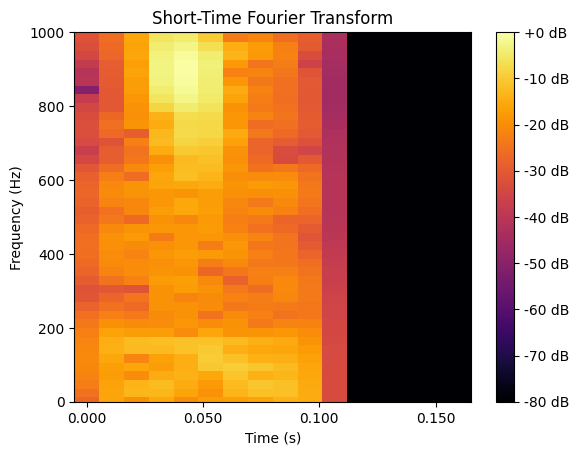 Short-Time Fourier Transform
Frequency (Hz)
1000
800
600
400
200
0
0.000
0.050
0.100
0.150
Time (s)
+0 dB
-10 dB
-20 dB
-30 dB
-40 dB
-50 dB
-60 dB
-70 dB
-80 dB